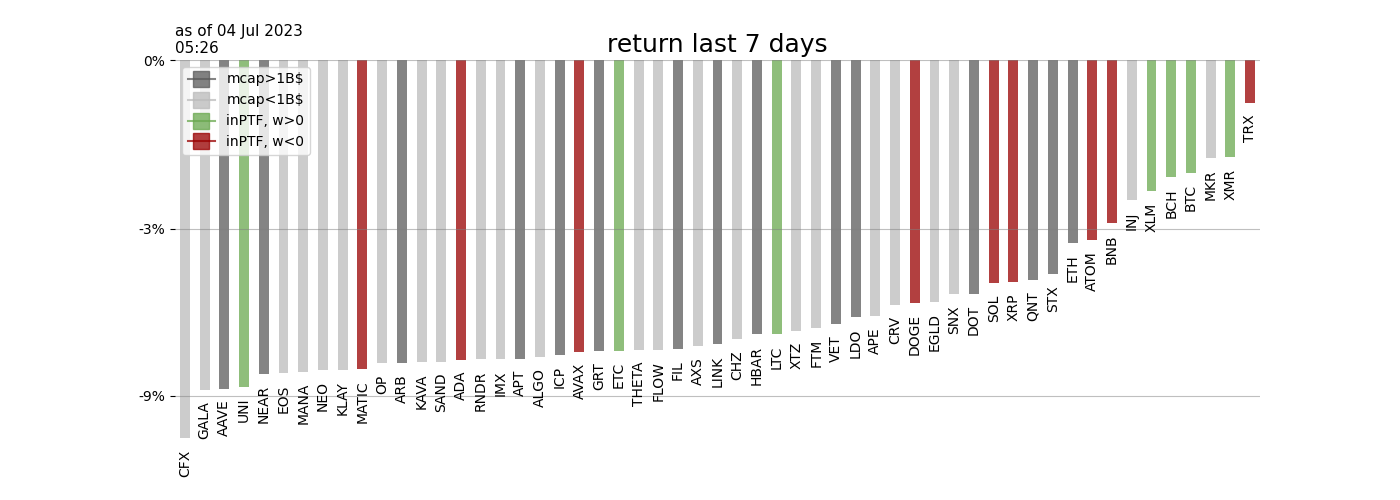 as of 04 Jul 2023
05:26
return last 7 days
0%
-3%
-9%
mcap>1B$
mcap<1B$
inPTF, w>0
inPTF, w<0
CFX
GALA
AAVE
UNI
NEAR
EOS
MANA
NEO
KLAY
MATIC
OP
ARB
KAVA
SAND
ADA
RNDR
IMX
APT
ALGO
ICP
AVAX
GRT
ETC
THETA
FLOW
FIL
AXS
LINK
CHZ
HBAR
LTC
XTZ
FTM
VET
LDO
APE
CRV
DOGE
EGLD
SNX
DOT
SOL
XRP
QNT
STX
ETH
ATOM
BNB
INJ
XLM
BCH
BTC
MKR
XMR
TRX